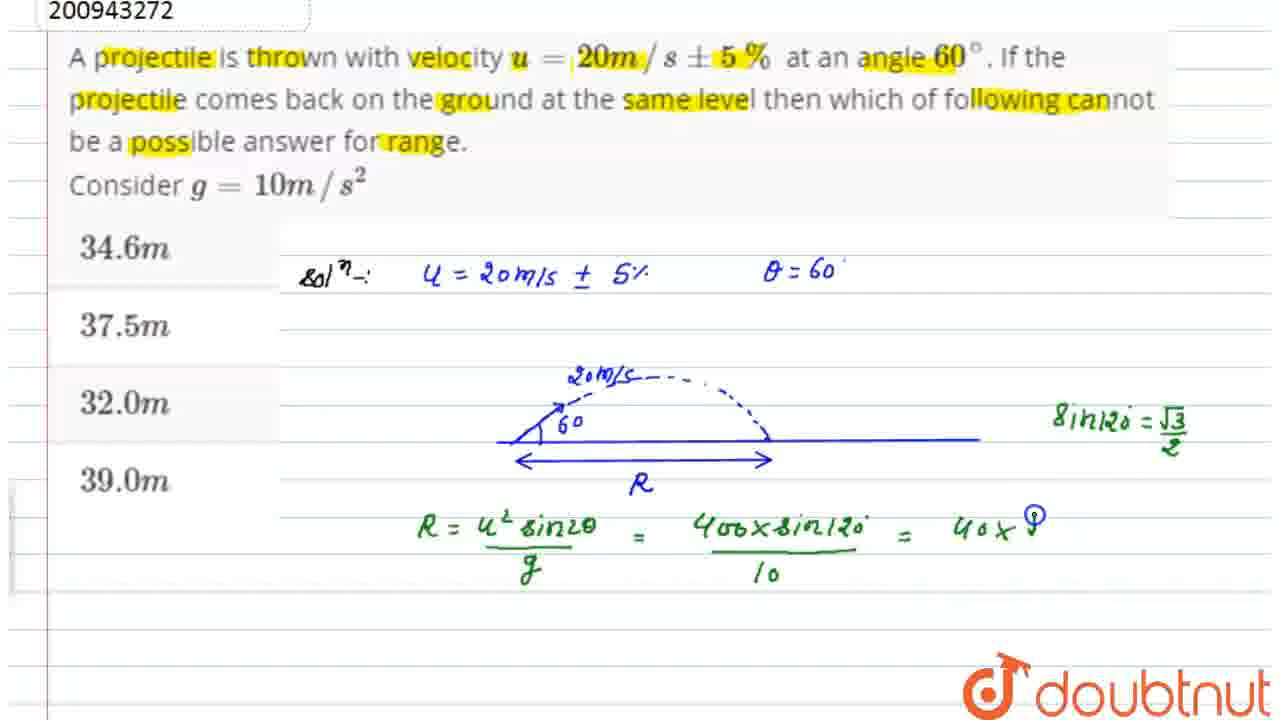 200943272
A projectile is thrown with velocity u = 20m/s ± 5% at an angle 60°. If the
projectile comes back on the ground at the same level then which of following cannot
be a possible answer for range.
Consider g = 10m/s²
34.6m
solⁿ-: u = 20m/s ± 5% θ = 60°
37.5m
20m/s
60
32.0m
sin120 = √3/2
R
39.0m
R = u² sin2θ/g = 400×sin120°/10 = 40×
doubtnut